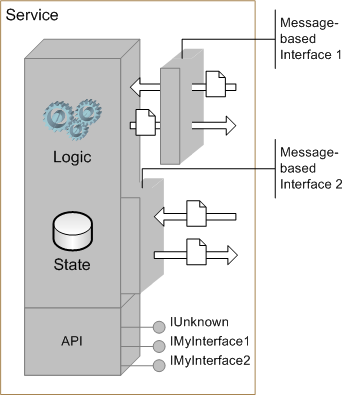 Service
Message-
based
Interface 1
Logic
Message-
based
Interface 2
State
API
IUnknown
IMyInterface1
IMyInterface2